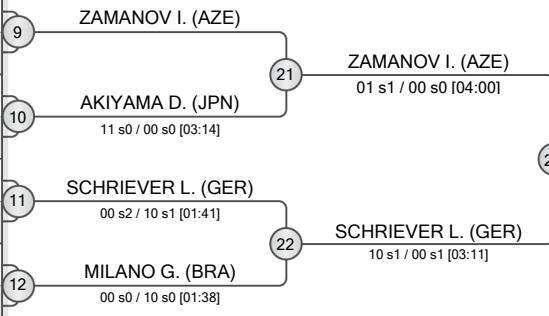 9
ZAMANOV I. (AZE)
21
ZAMANOV I. (AZE)
01 s1 / 00 s0 [04:00]
10
AKIYAMA D. (JPN)
11 s0 / 00 s0 [03:14]
11
SCHRIEVER L. (GER)
00 s2 / 10 s1 [01:41]
22
SCHRIEVER L. (GER)
10 s1 / 00 s1 [03:11]
12
MILANO G. (BRA)
00 s0 / 10 s0 [01:38]